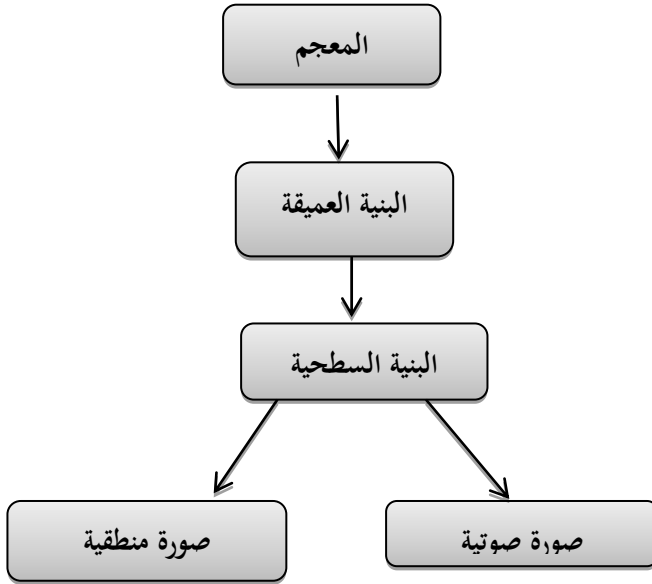 المعجم
البنية العميقة
البنية السطحية
صورة صوتية
صورة منطقية